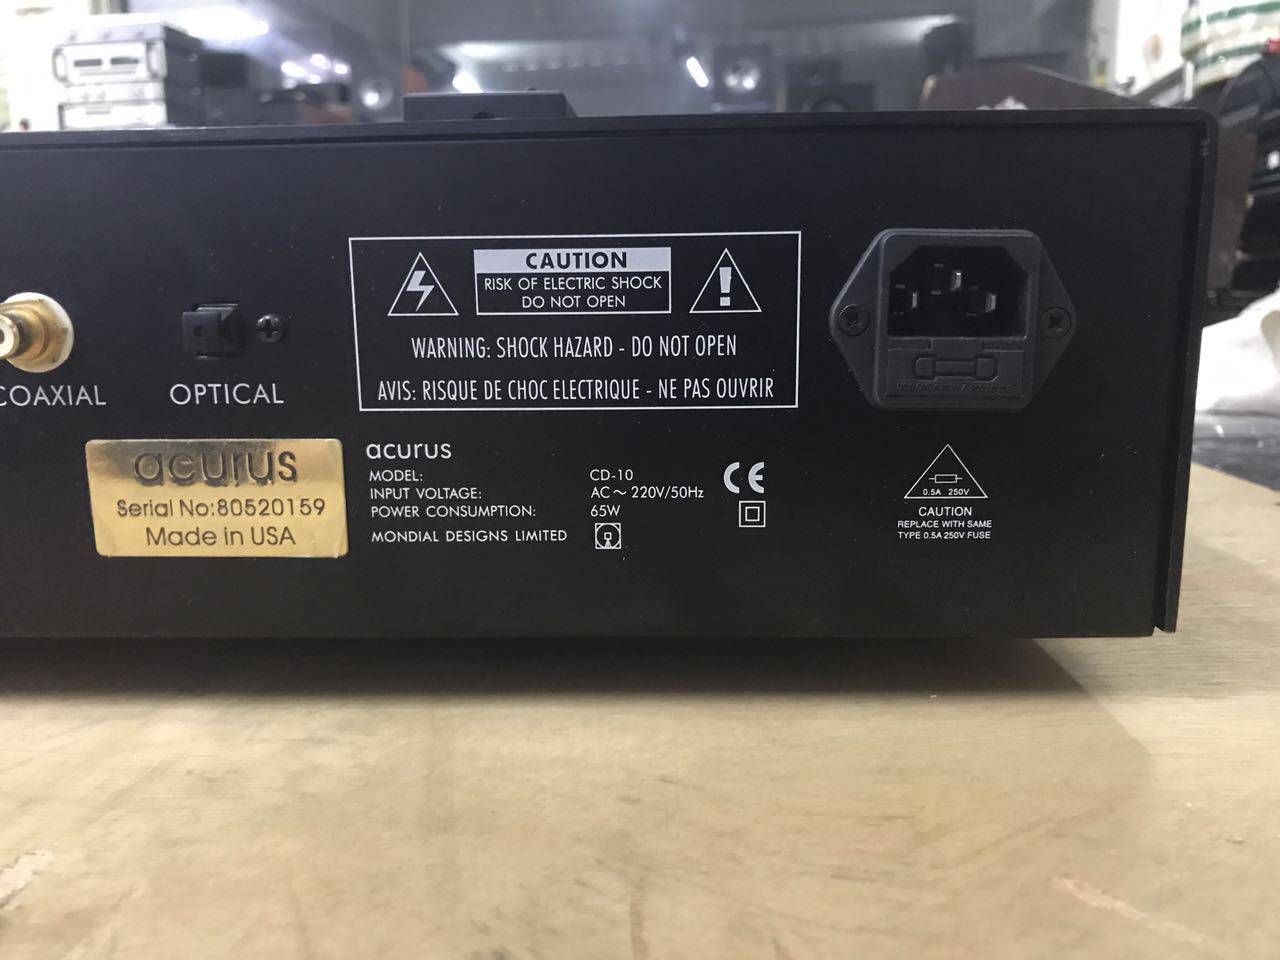 CAUTION
RISK OF ELECTRIC SHOCK
DO NOT OPEN
WARNING: SHOCK HAZARD - DO NOT OPEN
AVIS: RISQUE DE CHOC ELECTRIQUE - NE PAS OUVRIR
COAXIAL
OPTICAL
acurus
Serial No:80520159
Made in USA
acurus
MODEL: CD-10
INPUT VOLTAGE: AC~ 220V/50Hz
POWER CONSUMPTION: 65W
MONDIAL DESIGNS LIMITED
CE
0.5A 250V
CAUTION
REPLACE WITH SAME
TYPE 0.5A 250V FUSE